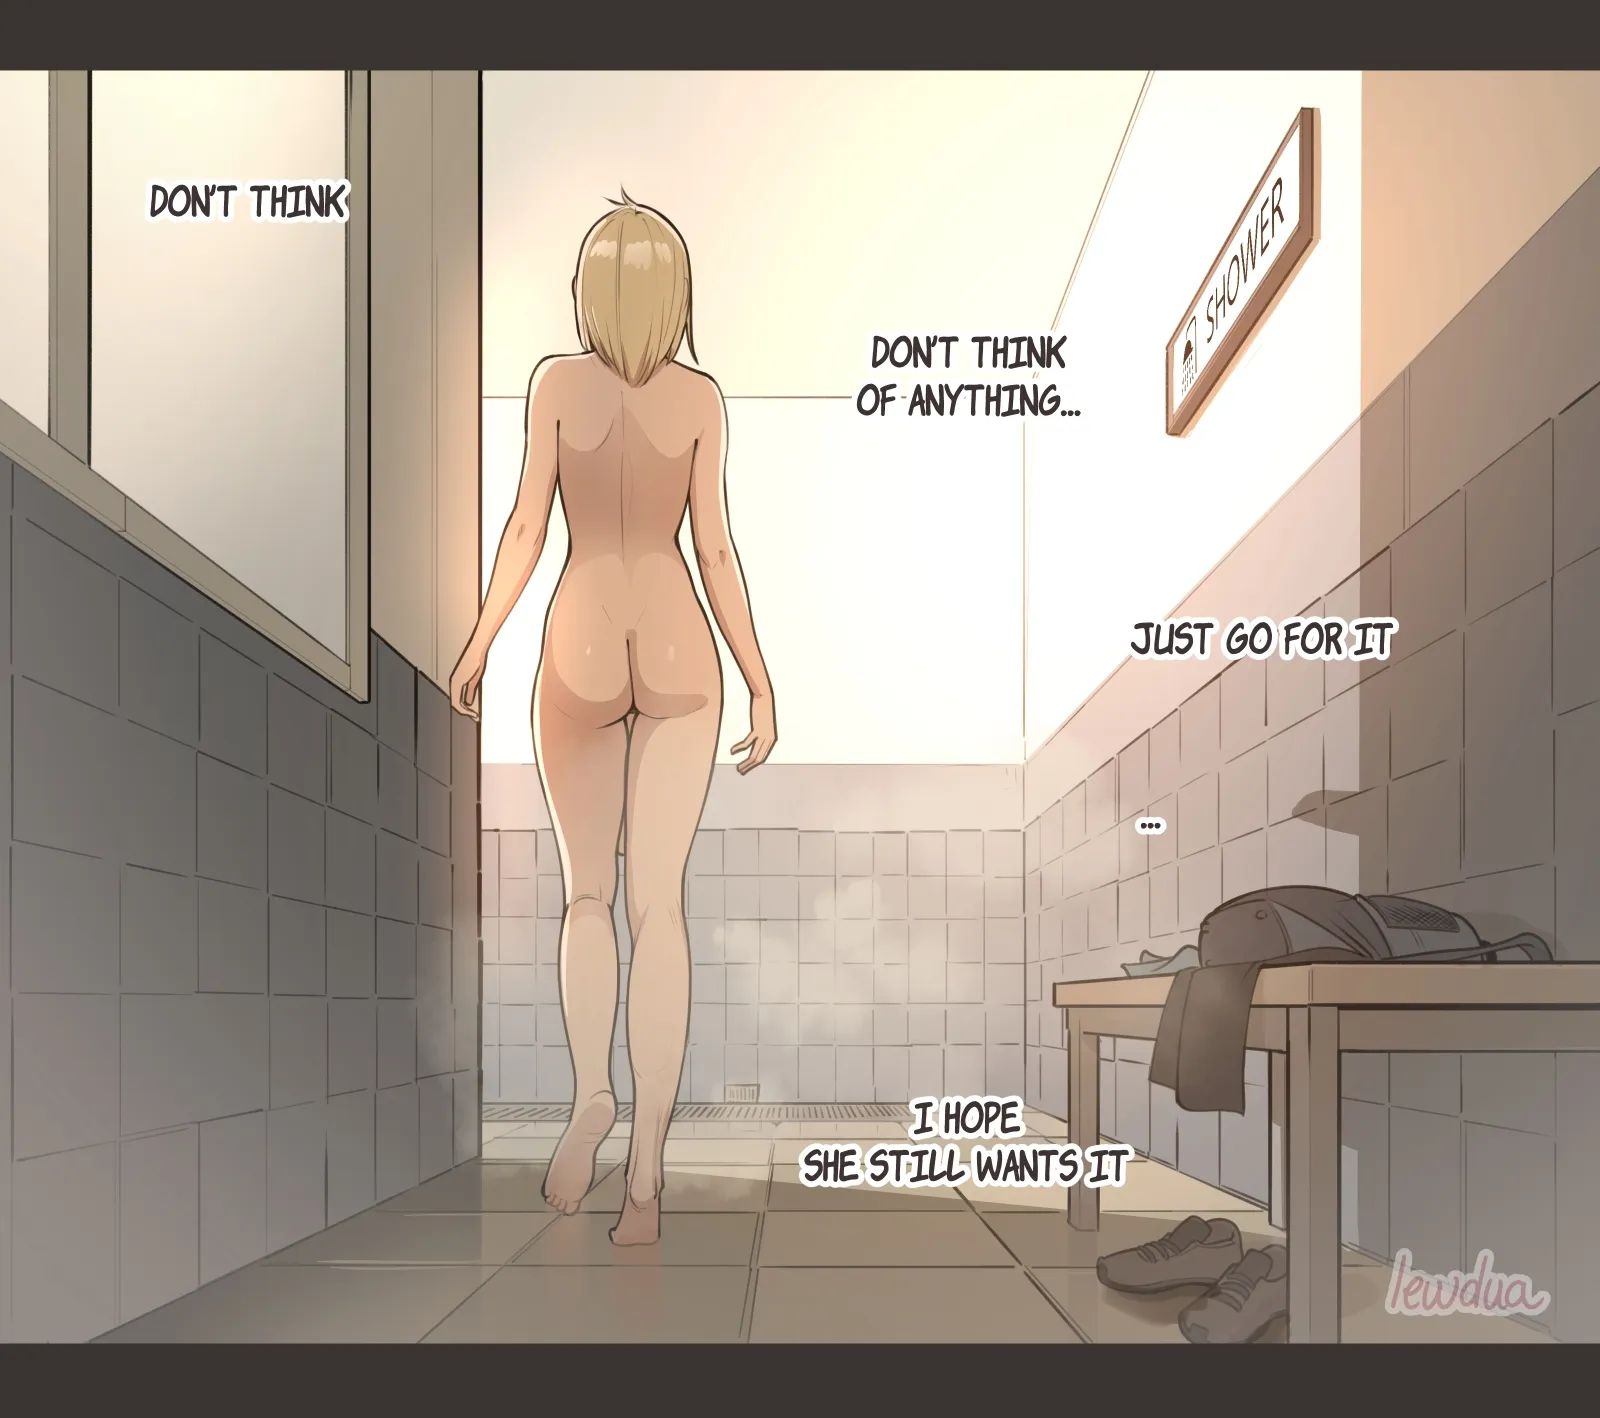 DON'T THINK
DON'T THINK
OF ANYTHING...
SHOWER
JUST GO FOR IT
...
I HOPE
SHE STILL WANTS IT
lewdua